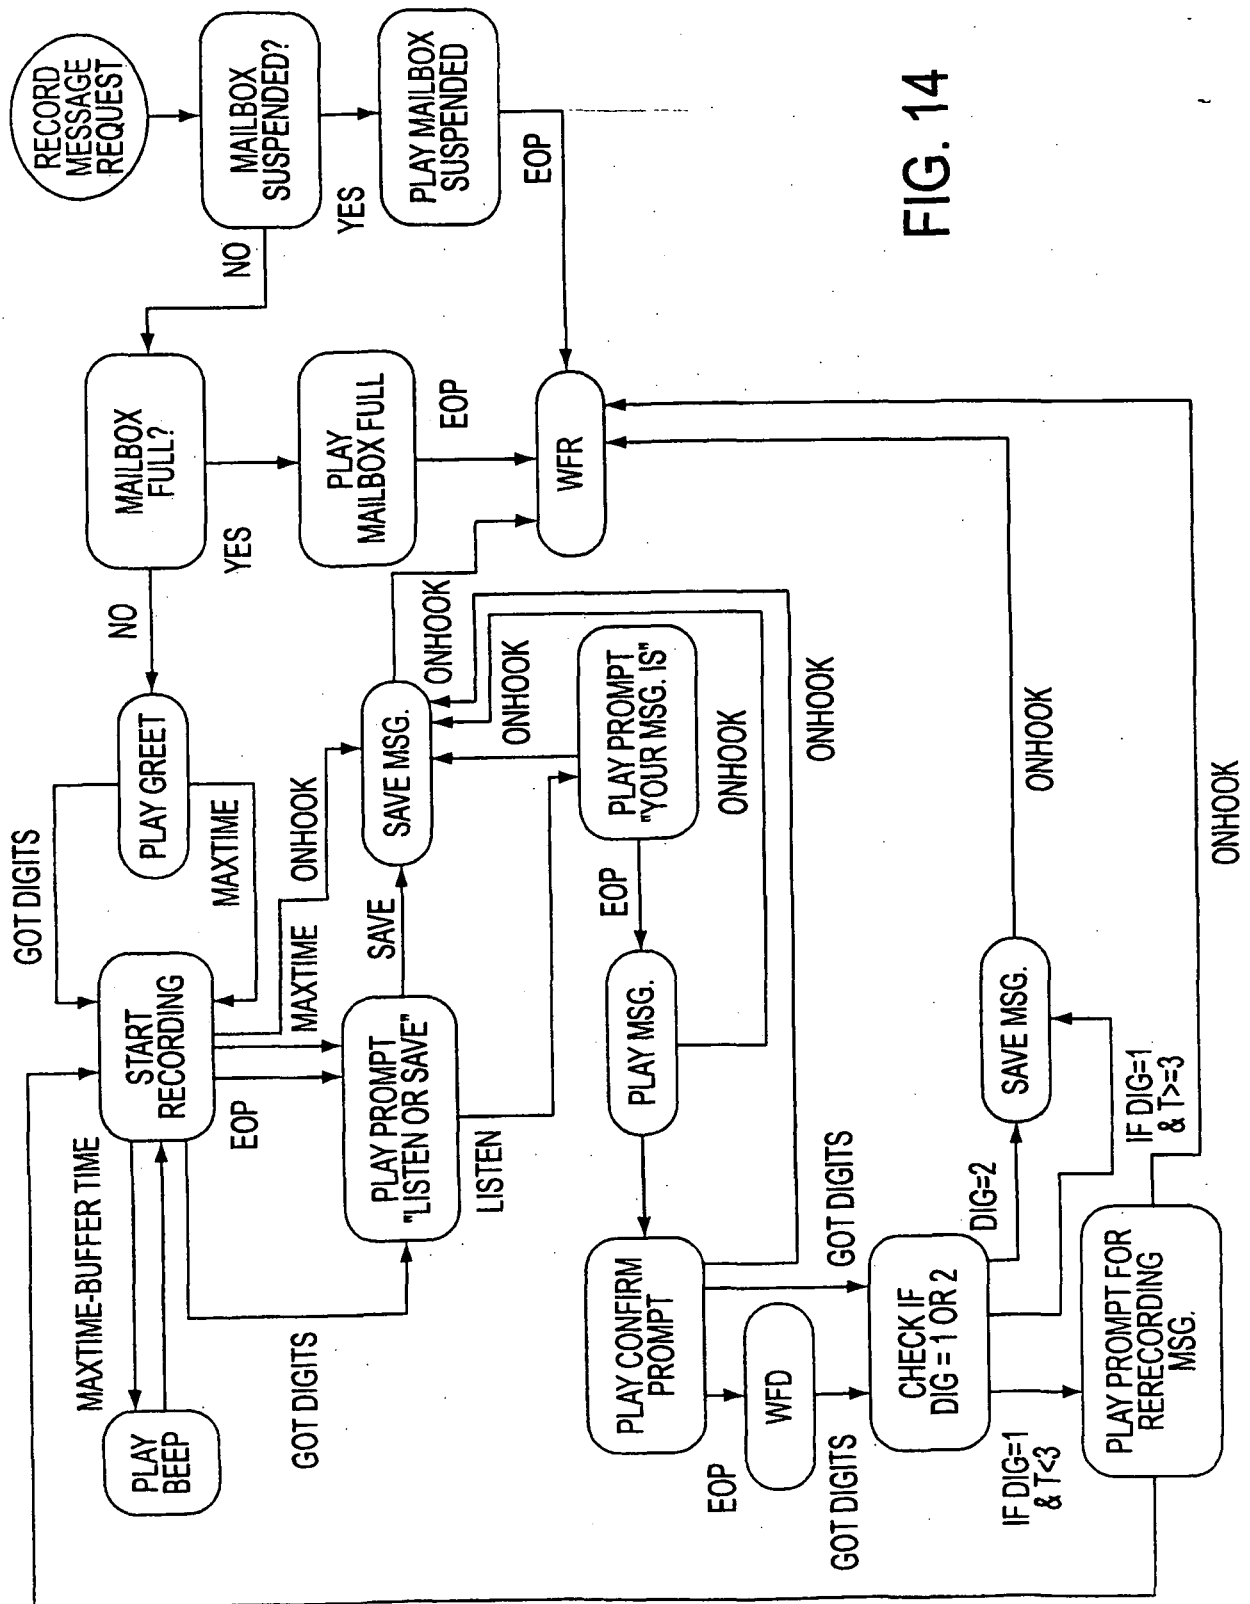 RECORD
MESSAGE
REQUEST
MAILBOX
SUSPENDED?
YES
PLAY MAILBOX
SUSPENDED
EOP
NO
MAILBOX
FULL?
YES
PLAY
MAILBOX FULL
EOP
WFR
NO
PLAY GREET
GOT DIGITS
MAXTIME
START
RECORDING
MAXTIME-BUFFER TIME
PLAY
BEEP
EOP
MAXTIME
ONHOOK
GOT DIGITS
PLAY PROMPT
"LISTEN OR SAVE"
SAVE
SAVE MSG.
LISTEN
ONHOOK
ONHOOK
PLAY PROMPT
"YOUR MSG. IS"
EOP
PLAY MSG.
ONHOOK
ONHOOK
PLAY CONFIRM
PROMPT
EOP
WFD
GOT DIGITS
GOT DIGITS
CHECK IF
DIG = 1 OR 2
DIG=2
SAVE MSG.
ONHOOK
IF DIG=1
& T>=3
IF DIG=1
& T<3
PLAY PROMPT FOR
RERECORDING
MSG.
ONHOOK
FIG. 14